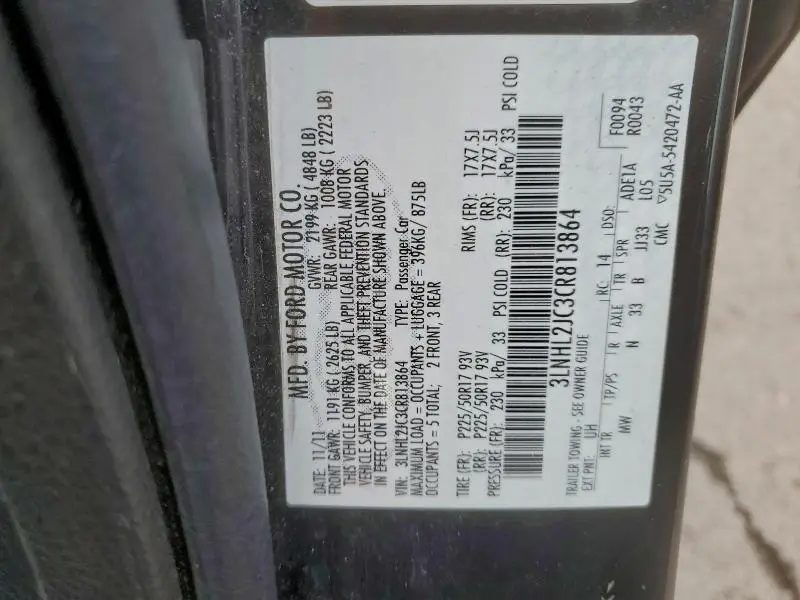 MFD. BY FORD MOTOR CO.
DATE: 11/11 GVWR: 2199 KG ( 4848 LB)
FRONT GAWR: 1191 KG ( 2625 LB) REAR GAWR: 1008 KG ( 2223 LB)
THIS VEHICLE CONFORMS TO ALL APPLICABLE FEDERAL MOTOR
VEHICLE SAFETY, BUMPER, AND THEFT PREVENTION STANDARDS
IN EFFECT ON THE DATE OF MANUFACTURE SHOWN ABOVE.
VIN: 3LNHL2JC3CR813864 TYPE: Passenger Car
MAXIMUM LOAD = OCCUPANTS + LUGGAGE = 396KG/ 875LB
OCCUPANTS = 5 TOTAL; 2 FRONT, 3 REAR
TIRE (FR): P225/50R17 93V RIMS (FR): 17X7.5J
(RR): P225/50R17 93V (RR): 17X7.5J
PRESSURE (FR): 230 kPa/ 33 PSI COLD (RR): 230 kPa/ 33 PSI COLD
3LNHL2JC3CR813864
TRAILER TOWING - SEE OWNER GUIDE
EXT PNT: UH RC: 14 DSO: F0094
R0043
INT TR TP/PS R AXLE TR SPR ADE1A
MW N 33 B JJ33 L05
CMC ▽5U5A-5420472-AA